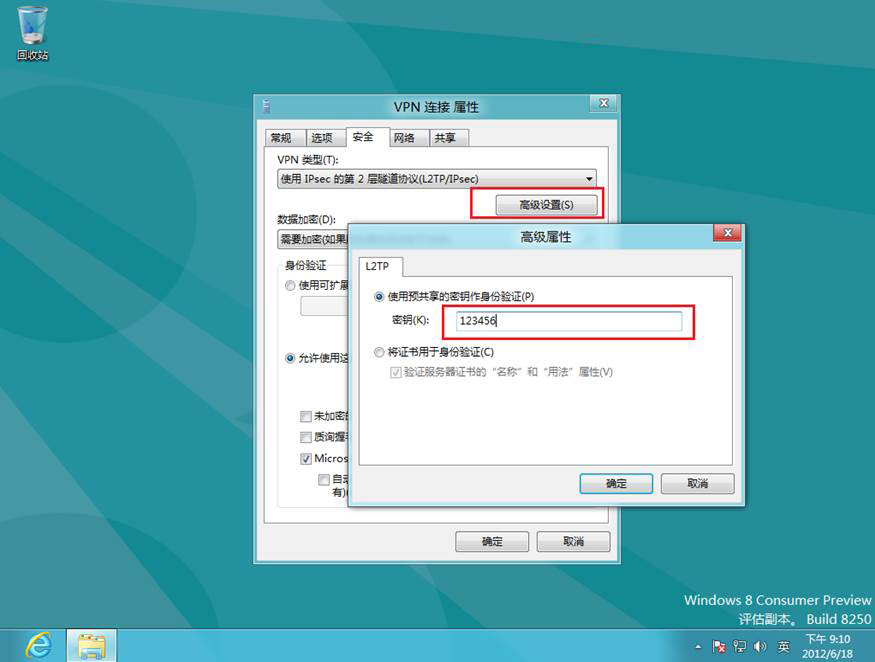 回收站
VPN 连接 属性
常规
选项
安全
网络
共享
VPN 类型(T):
使用 IPsec 的第 2 层隧道协议(L2TP/IPsec)
高级设置(S)
数据加密(D):
需要加密(如果
身份验证
使用可扩展
允许使用这
未加密的
质询握手
Micros
自动
有)(
高级属性
L2TP
使用预共享的密钥作身份验证(P)
密钥(K):
123456
将证书用于身份验证(C)
验证服务器证书的“名称”和“用法”属性(V)
确定
取消
确定
取消
Windows 8 Consumer Preview
评估副本。 Build 8250
英
下午 9:10
2012/6/18